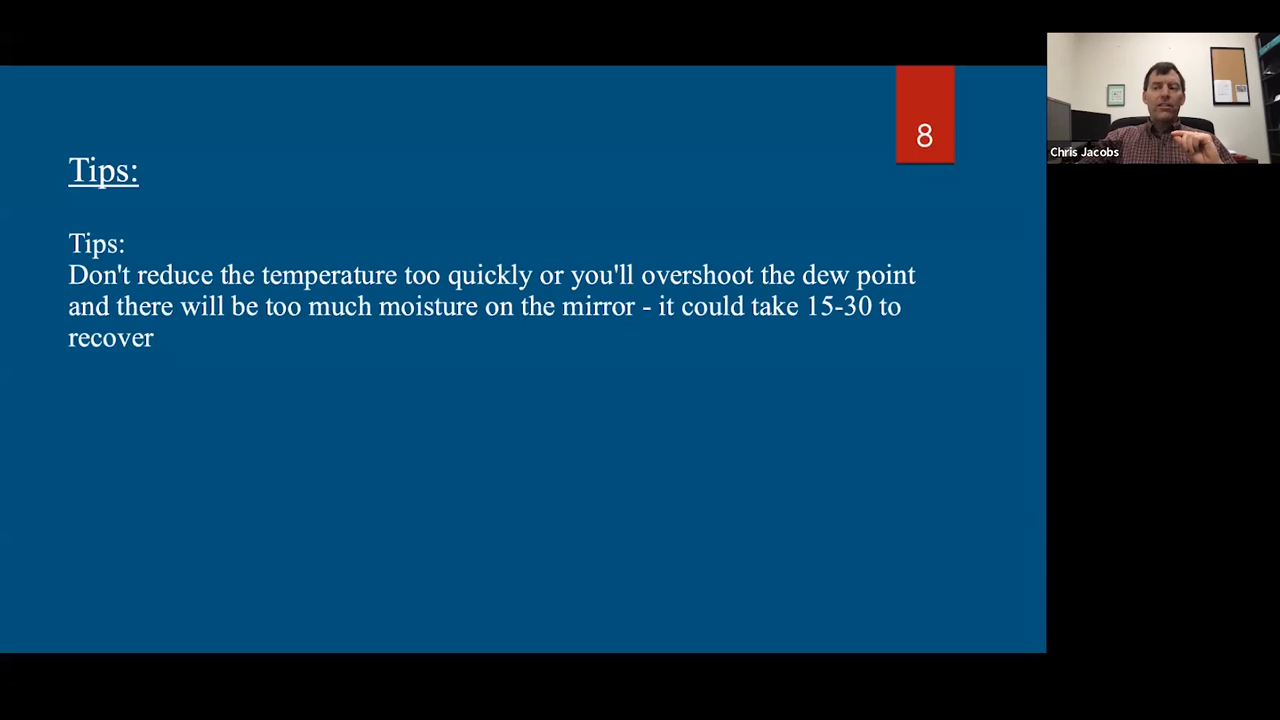 8
Tips:
Tips:
Don't reduce the temperature too quickly or you'll overshoot the dew point
and there will be too much moisture on the mirror - it could take 15-30 to
recover
Chris Jacobs